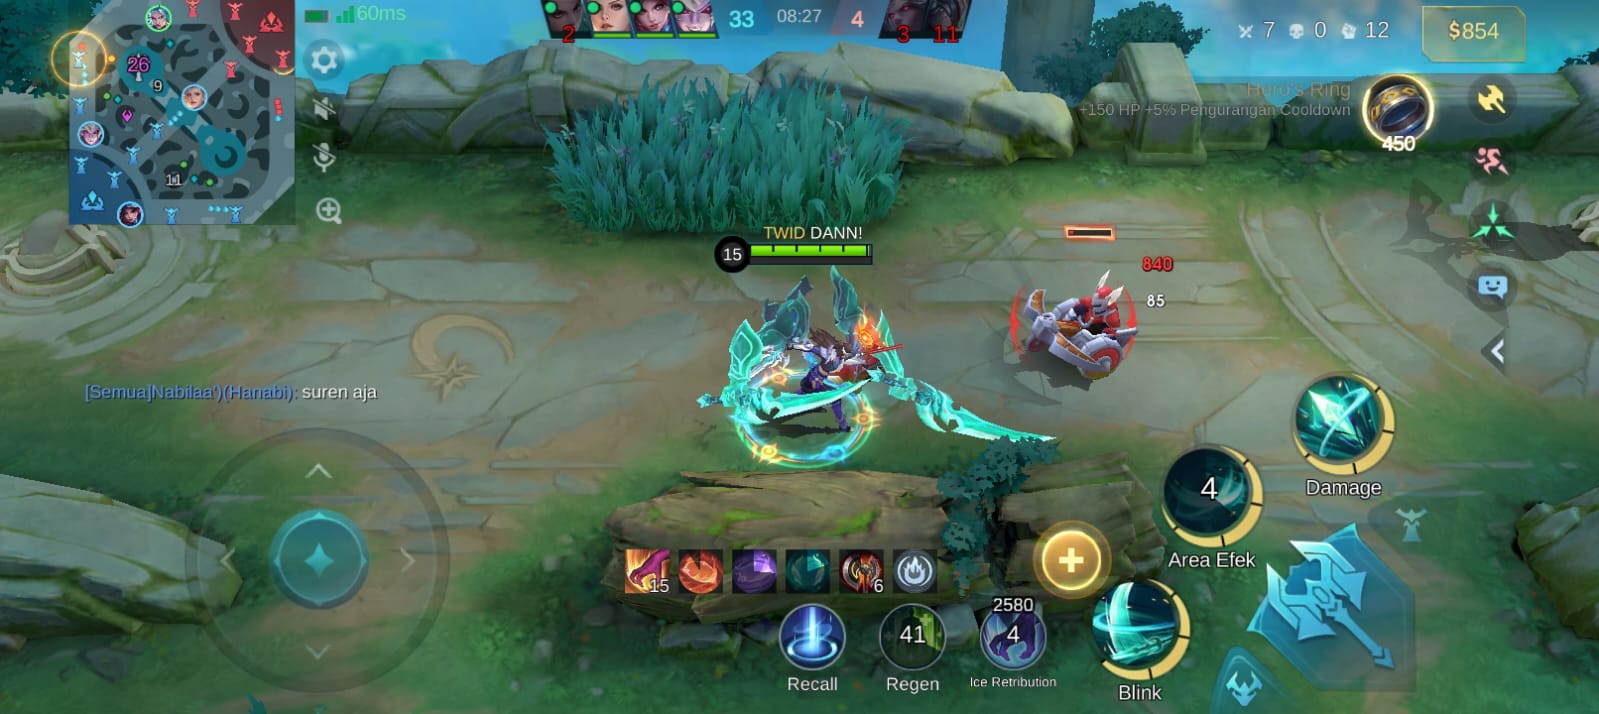 60ms
2
33
08:27
4
3
11
7
0
12
$854
26
9
11
Hero's Ring
+150 HP +5% Pengurangan Cooldown
450
TWID DANN!
15
840
85
[Semua]Nabilaa')(Hanabi): suren aja
Damage
4
Area Efek
15
6
2580
41
4
Recall
Regen
Ice Retribution
Blink